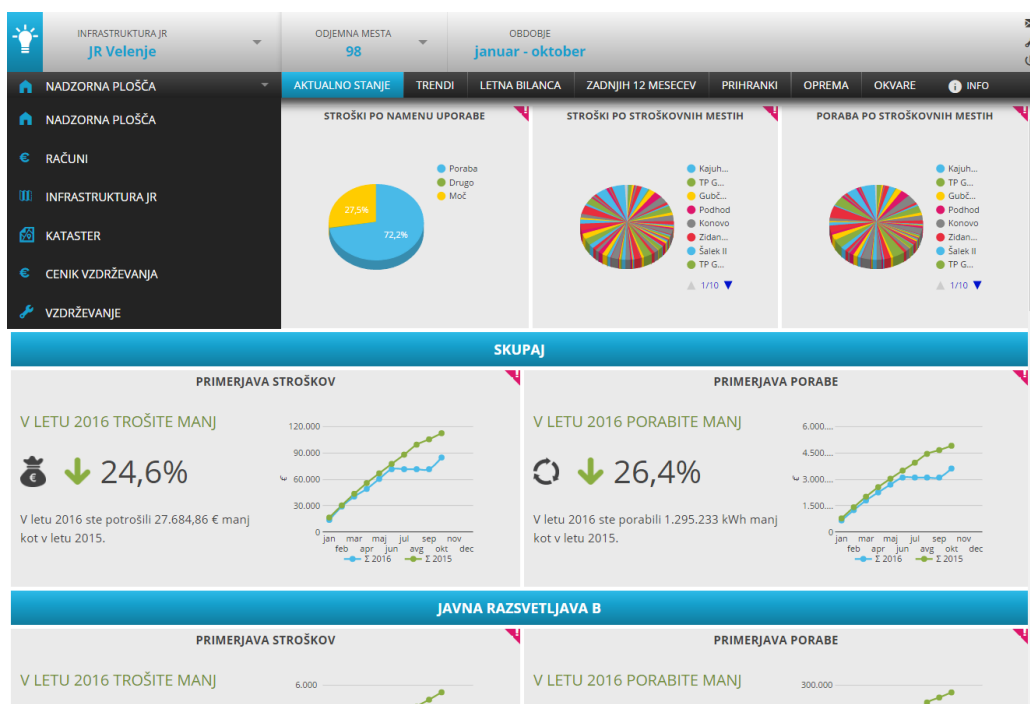 INFRASTRUKTURA JR
JR Velenje
ODJEMNA MESTA
98
OBDOBJE
januar - oktober
NADZORNA PLOŠČA
AKTUALNO STANJE
TRENDI
LETNA BILANCA
ZADNJIH 12 MESECEV
PRIHRANKI
OPREMA
OKVARE
i INFO
NADZORNA PLOŠČA
€ RAČUNI
INFRASTRUKTURA JR
KATASTER
€ CENIK VZDRŽEVANJA
VZDRŽEVANJE
STROŠKI PO NAMENU UPORABE
27,5%
72,2%
Poraba
Drugo
Moč
STROŠKI PO STROŠKOVNIH MESTIH
Kajuh...
TP G...
Gubč...
Podhod
Konovo
Zidan...
Šalek II
TP G...
1/10
PORABA PO STROŠKOVNIH MESTIH
Kajuh...
TP G...
Gubč...
Podhod
Konovo
Zidan...
Šalek II
TP G...
1/10
SKUPAJ
PRIMERJAVA STROŠKOV
V LETU 2016 TROŠITE MANJ
€ 24,6%
V letu 2016 ste potrošili 27.684,86 € manj
kot v letu 2015.
120.000
90.000
60.000
30.000
0
€
jan mar maj jul sep nov
feb apr jun avg okt dec
Σ 2016 Σ 2015
PRIMERJAVA PORABE
V LETU 2016 PORABITE MANJ
26,4%
V letu 2016 ste porabili 1.295.233 kWh manj
kot v letu 2015.
6.000....
4.500....
3.000....
1.500....
0
€
jan mar maj jul sep nov
feb apr jun avg okt dec
Σ 2016 Σ 2015
JAVNA RAZSVETLJAVA B
PRIMERJAVA STROŠKOV
V LETU 2016 TROŠITE MANJ
6.000
PRIMERJAVA PORABE
V LETU 2016 PORABITE MANJ
300.000